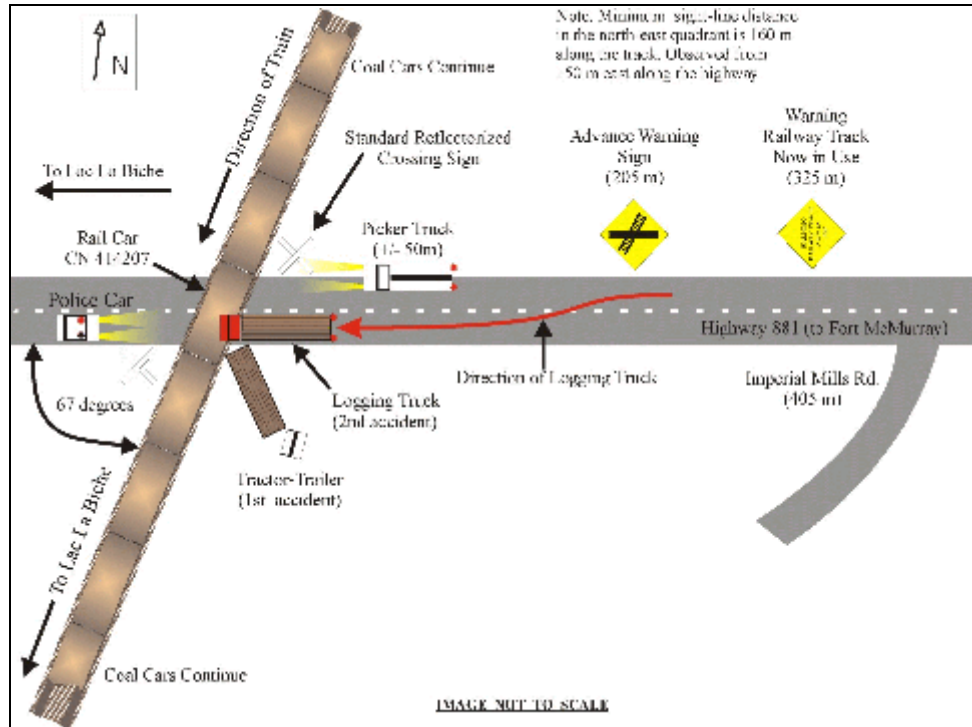 N
Note: Minimum sight-line distance
in the north-east quadrant is 160 m
along the track. Observed from
150 m east along the highway
Coal Cars Continue
Direction of Train
Standard Reflectorized
Crossing Sign
Advance Warning
Sign
(205 m)
Warning
Railway Track
Now in Use
(325 m)
To Lac La Biche
Rail Car
CN 414207
Picker Truck
(+/- 50m)
Police Car
Highway 881 (to Fort McMurray)
Direction of Logging Truck
Imperial Mills Rd.
(405 m)
67 degrees
Logging Truck
(2nd accident)
Tractor-Trailer
(1st accident)
To Lac La Biche
Coal Cars Continue
IMAGE NOT TO SCALE